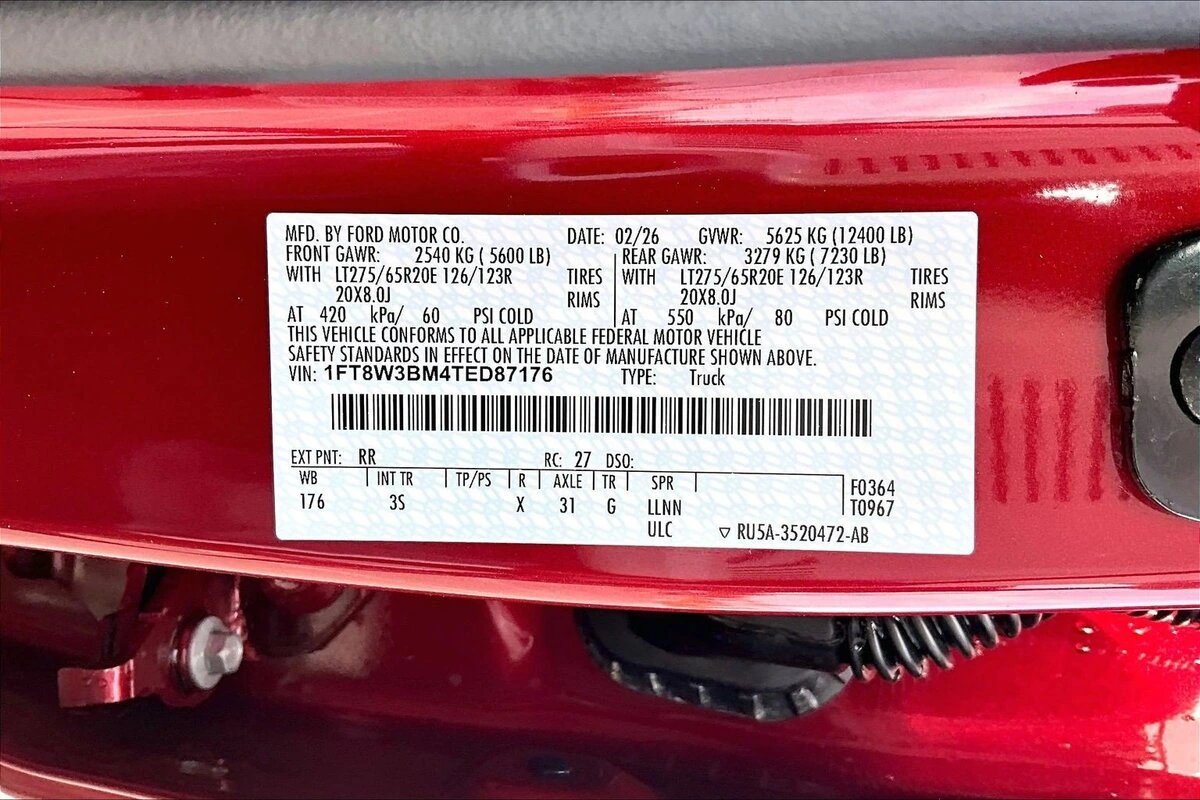 MFD. BY FORD MOTOR CO. DATE: 02/26 GVWR: 5625 KG (12400 LB)
FRONT GAWR: 2540 KG ( 5600 LB) REAR GAWR: 3279 KG ( 7230 LB)
WITH LT275/65R20E 126/123R TIRES WITH LT275/65R20E 126/123R TIRES
20X8.0J RIMS 20X8.0J RIMS
AT 420 kPa/ 60 PSI COLD AT 550 kPa/ 80 PSI COLD
THIS VEHICLE CONFORMS TO ALL APPLICABLE FEDERAL MOTOR VEHICLE
SAFETY STANDARDS IN EFFECT ON THE DATE OF MANUFACTURE SHOWN ABOVE.
VIN: 1FT8W3BM4TED87176 TYPE: Truck
EXT PNT: RR RC: 27 DSO:
WB INT TR TP/PS R AXLE TR SPR
176 3S X 31 G LLNN
ULC
F0364
T0967
▽ RU5A-3520472-AB